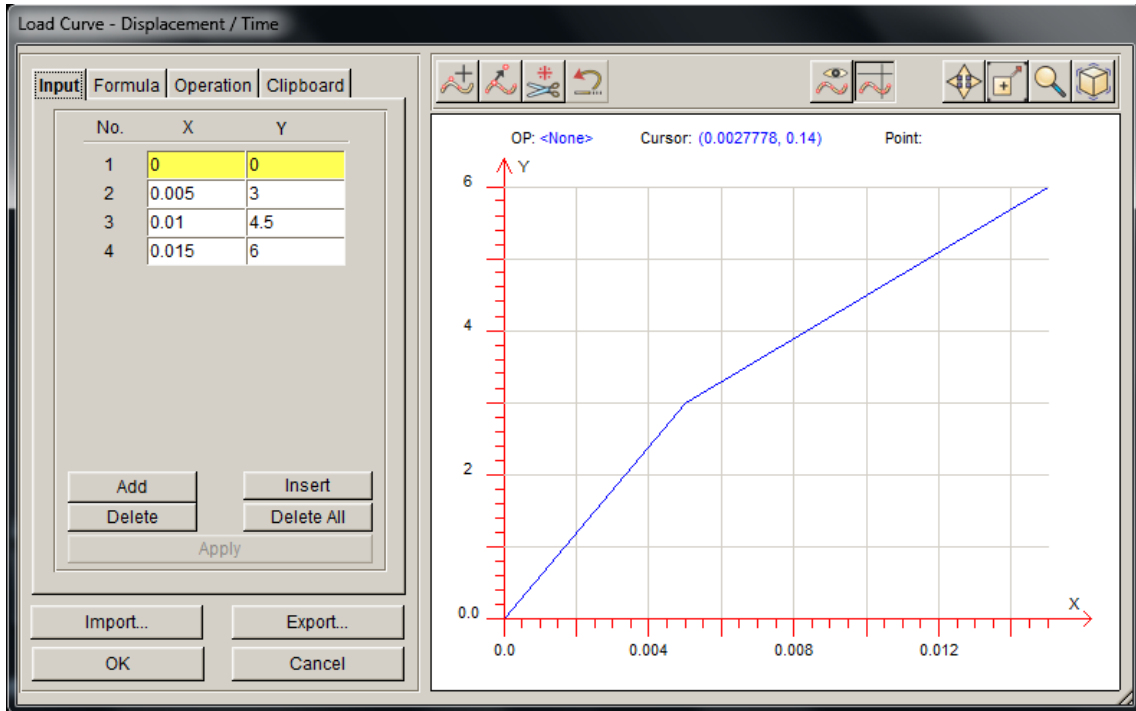 Load Curve - Displacement / Time
Input Formula Operation Clipboard
No. X Y
1 0 0
2 0.005 3
3 0.01 4.5
4 0.015 6
Add Insert
Delete Delete All
Apply
Import... Export...
OK Cancel
OP: <None> Cursor: (0.0027778, 0.14) Point:
Y
6
4
2
0.0
X
0.0 0.004 0.008 0.012